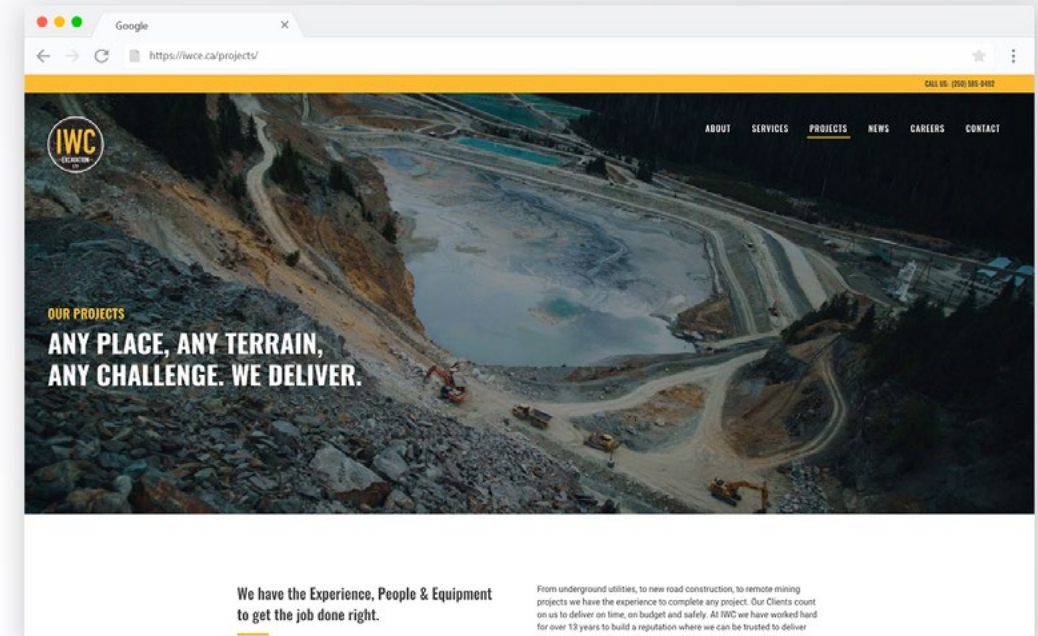 Google
https://iwce.ca/projects/
CALL US: (250) 585-0492
IWC
EXCAVATION
LTD
ABOUT SERVICES PROJECTS NEWS CAREERS CONTACT
OUR PROJECTS
ANY PLACE, ANY TERRAIN,
ANY CHALLENGE. WE DELIVER.
We have the Experience, People & Equipment
to get the job done right.
From underground utilities, to new road construction, to remote mining
projects we have the experience to complete any project. Our Clients count
on us to deliver on time, on budget and safely. At IWC we have worked hard
for over 13 years to build a reputation where we can be trusted to deliver